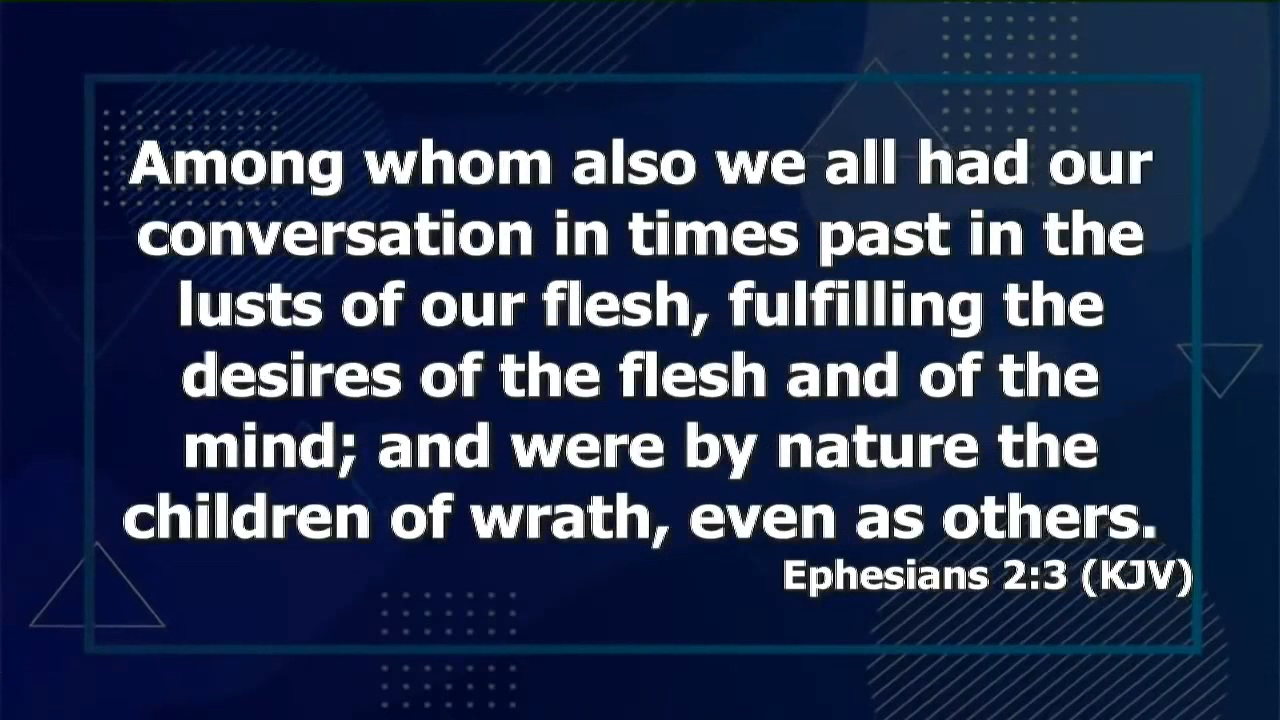 Among whom also we all had our
conversation in times past in the
lusts of our flesh, fulfilling the
desires of the flesh and of the
mind; and were by nature the
children of wrath, even as others.
Ephesians 2:3 (KJV)